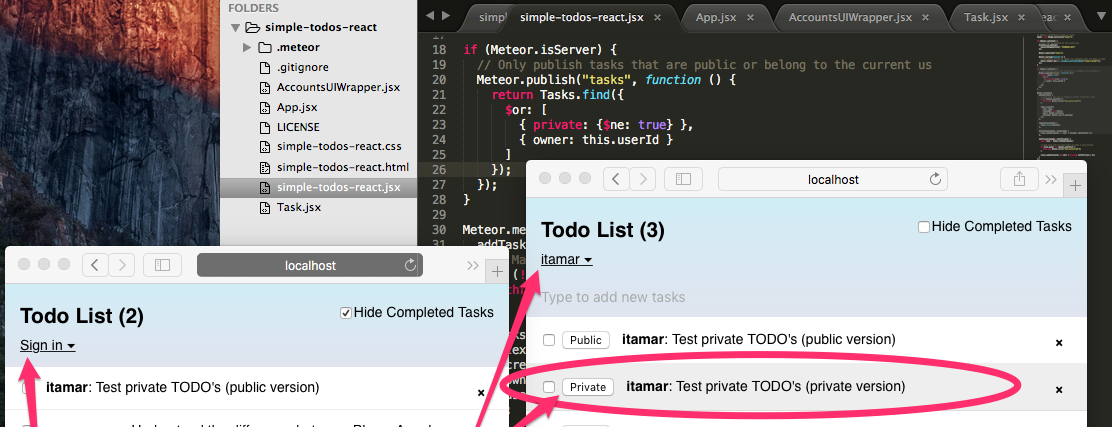 FOLDERS
simple-todos-react
.meteor
.gitignore
AccountsUIWrapper.jsx
App.jsx
LICENSE
simple-todos-react.css
simple-todos-react.html
simple-todos-react.jsx
Task.jsx
simple-todos-react.jsx
App.jsx
AccountsUIWrapper.jsx
Task.jsx
18 if (Meteor.isServer) {
19 // Only publish tasks that are public or belong to the current us
20 Meteor.publish("tasks", function () {
21 return Tasks.find({
22 $or: [
23 { private: {$ne: true} },
24 { owner: this.userId }
25 ]
26 });
27 });
28 }
29
30 Meteor.me
31 addTask
localhost
Todo List (3)
Hide Completed Tasks
itamar
Type to add new tasks
Public itamar: Test private TODO's (public version) ×
Private itamar: Test private TODO's (private version) ×
localhost
Todo List (2)
Hide Completed Tasks
Sign in
itamar: Test private TODO's (public version) ×